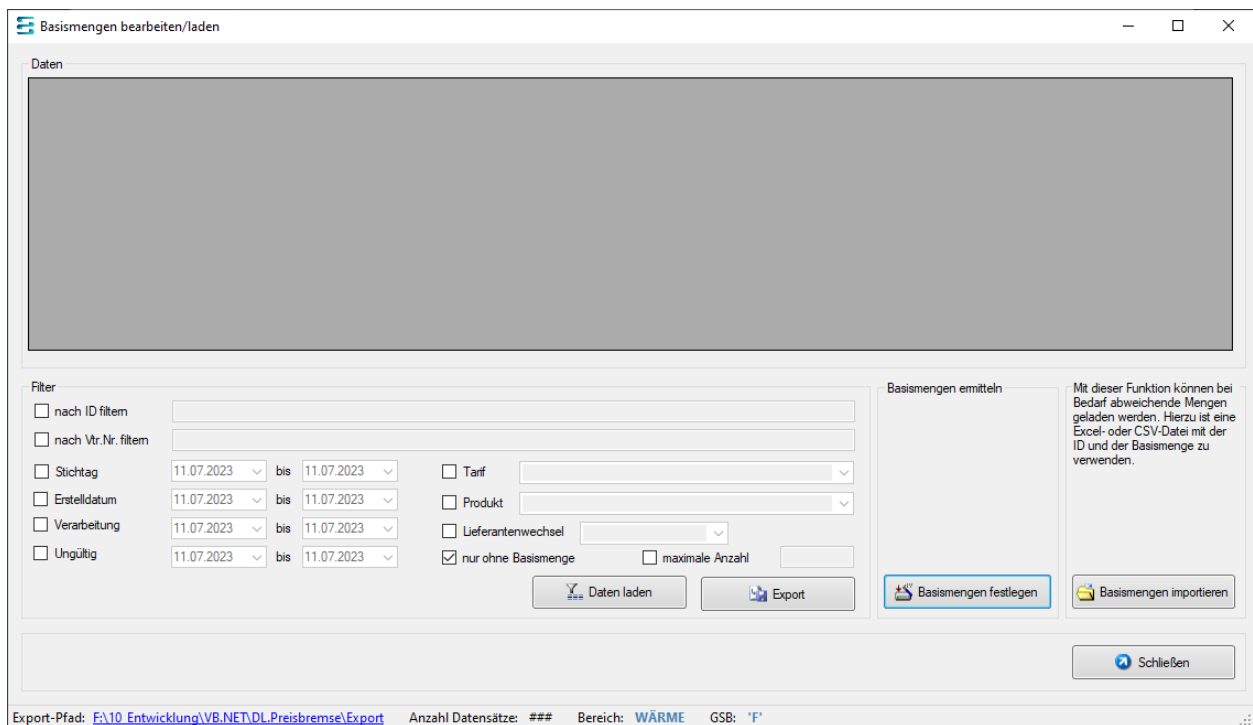 Basismengen bearbeiten/laden
Daten
Filter
nach ID filtern
nach Vtr.Nr. filtern
Stichtag 11.07.2023 bis 11.07.2023
Erstelldatum 11.07.2023 bis 11.07.2023
Verarbeitung 11.07.2023 bis 11.07.2023
Ungültig 11.07.2023 bis 11.07.2023
Tarif
Produkt
Lieferantenwechsel
nur ohne Basismenge maximale Anzahl
Daten laden Export
Basismengen ermitteln
Basismengen festlegen
Mit dieser Funktion können bei
Bedarf abweichende Mengen
geladen werden. Hierzu ist eine
Excel- oder CSV-Datei mit der
ID und der Basismenge zu
verwenden.
Basismengen importieren
Schließen
Export-Pfad: F:\10_Entwicklung\VB.NET\DL.Preisbremse\Export Anzahl Datensätze: ### Bereich: WÄRME GSB: 'F'